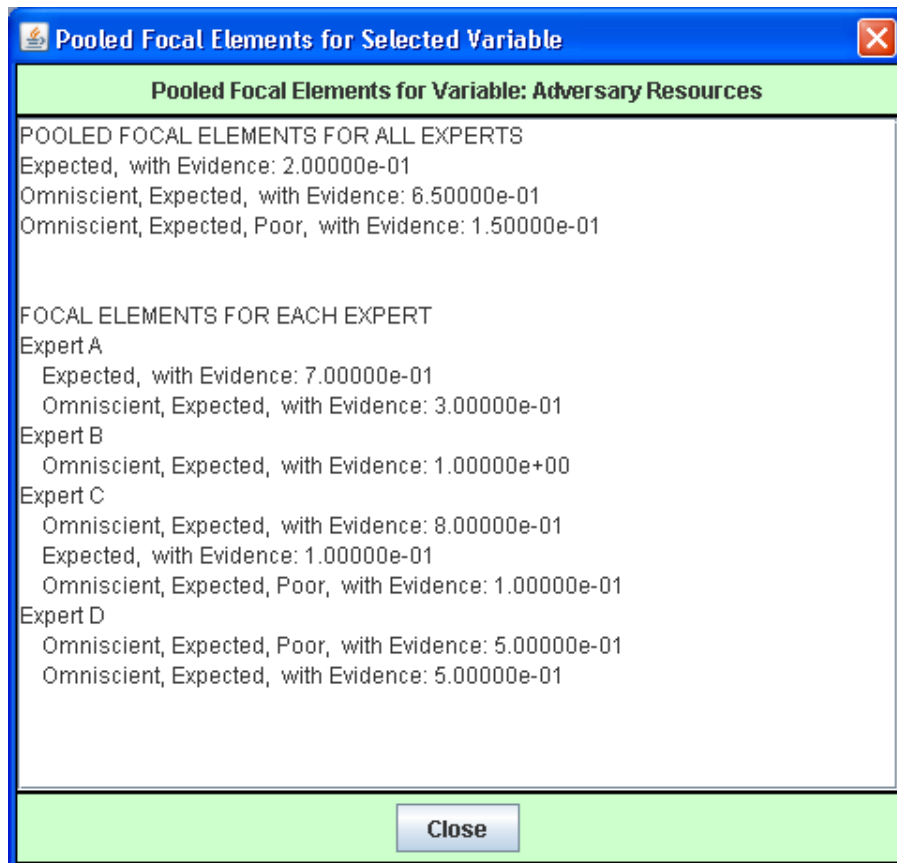 Pooled Focal Elements for Selected Variable
Pooled Focal Elements for Variable: Adversary Resources
POOLED FOCAL ELEMENTS FOR ALL EXPERTS
Expected,  with Evidence: 2.00000e-01
Omniscient, Expected,  with Evidence: 6.50000e-01
Omniscient, Expected, Poor,  with Evidence: 1.50000e-01
FOCAL ELEMENTS FOR EACH EXPERT
Expert A
Expected,  with Evidence: 7.00000e-01
Omniscient, Expected,  with Evidence: 3.00000e-01
Expert B
Omniscient, Expected,  with Evidence: 1.00000e+00
Expert C
Omniscient, Expected,  with Evidence: 8.00000e-01
Expected,  with Evidence: 1.00000e-01
Omniscient, Expected, Poor,  with Evidence: 1.00000e-01
Expert D
Omniscient, Expected, Poor,  with Evidence: 5.00000e-01
Omniscient, Expected,  with Evidence: 5.00000e-01
Close